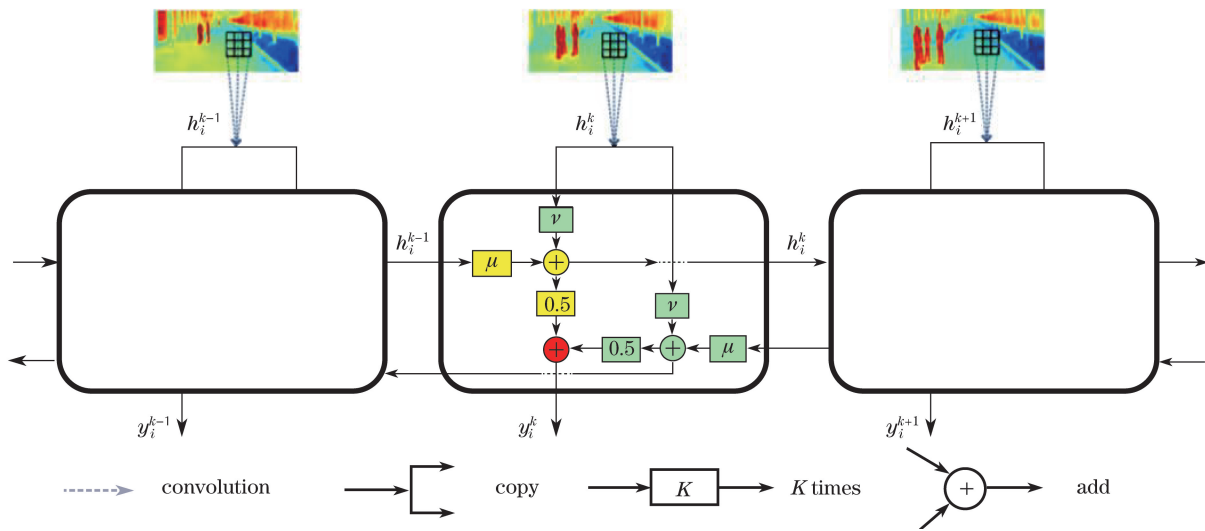 h_i^{k-1} h_i^k h_i^{k+1}
ν
h_i^{k-1} μ + h_i^k
0.5 ν
+ 0.5 + μ
y_i^{k-1} y_i^k y_i^{k+1}
convolution copy K K times + add